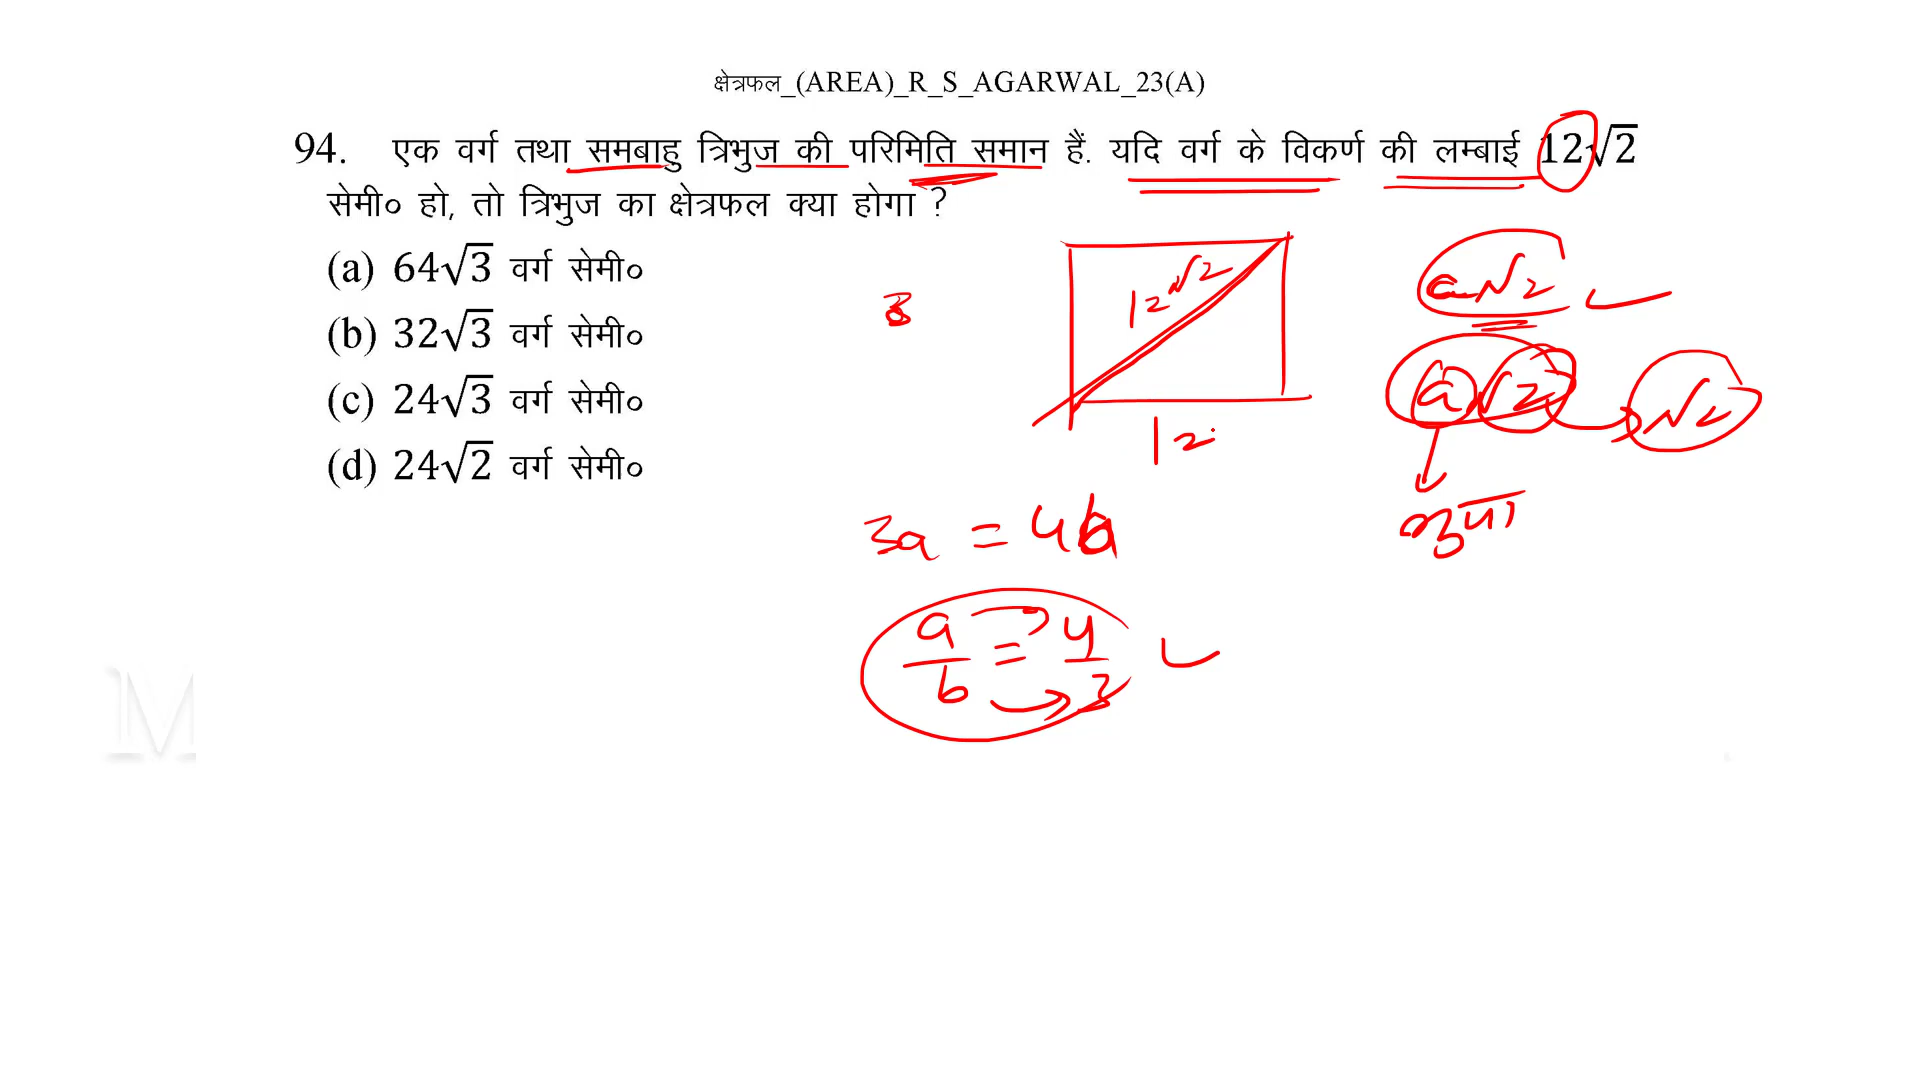 क्षेत्रफल_(AREA)_R_S_AGARWAL_23(A)
94. एक वर्ग तथा समबाहु त्रिभुज की परिमिति समान हैं. यदि वर्ग के विकर्ण की लम्बाई 12√2
सेमी० हो, तो त्रिभुज का क्षेत्रफल क्या होगा ?
(a) 64√3 वर्ग सेमी०
(b) 32√3 वर्ग सेमी०
(c) 24√3 वर्ग सेमी०
(d) 24√2 वर्ग सेमी०
12√2
12
a√2
a√2
√2
भुजा
3a = 4b
a/b = 4/3
M